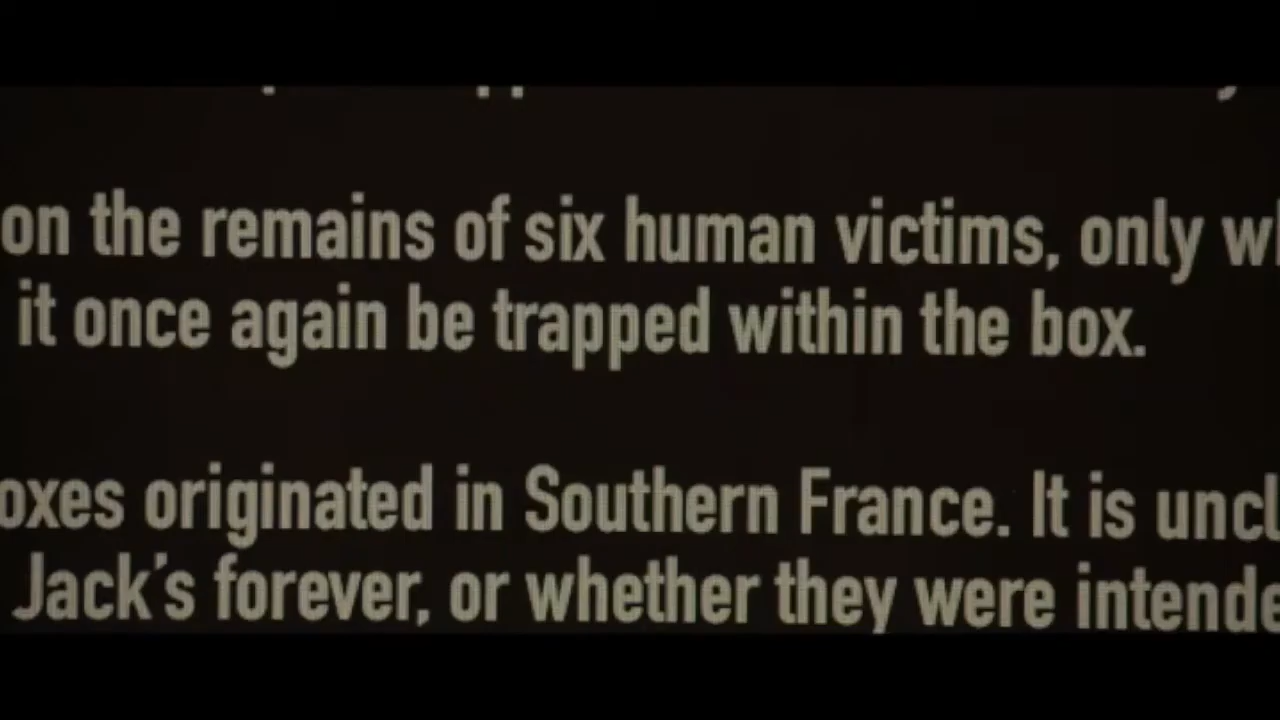 on the remains of six human victims, only
it once again be trapped within the box.
originated in Southern France. It is
Jack's forever, or whether they were